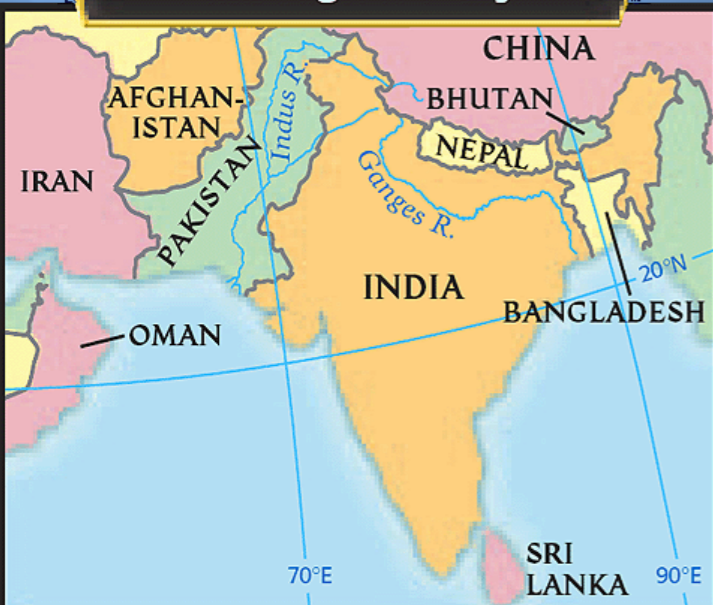 CHINA
AFGHAN-
ISTAN
Indus R.
BHUTAN
NEPAL
IRAN
PAKISTAN
Ganges R.
INDIA
20°N
BANGLADESH
OMAN
70°E
SRI
LANKA
90°E